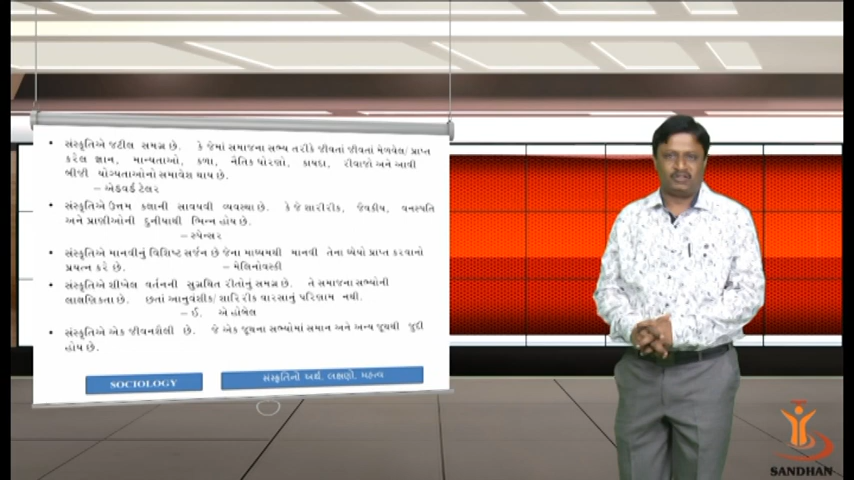 • સંસ્કૃતિએ જટીલ સમગ્ર છે. કે જેમાં સમાજના સભ્ય તરીકે જીવતાં જીવતાં મેળવેલ/ પ્રાપ્ત
કરેલ જ્ઞાન, માન્યતાઓ, કળા, નૈતિક ધોરણો, કાયદા, રીવાજો અને આવી
બીજી યોગ્યતાઓનો સમાવેશ થાય છે.
– એડવર્ડ ટેલર
• સંસ્કૃતિએ ઉત્તમ કક્ષાની સાવયવી વ્યવસ્થા છે. કે જે શારીરીક, જૈવકીય, વનસ્પતિ
અને પ્રાણીઓની દુનીયાથી ભિન્ન હોય છે.
– સ્પેન્સર
• સંસ્કૃતિએ માનવીનું વિશિષ્ટ સર્જન છે જેના માધ્યમથી માનવી તેના ધ્યેયો પ્રાપ્ત કરવાનો
પ્રયત્ન કરે છે. – મેલિનોવસ્કી
• સંસ્કૃતિએ શીખેલ વર્તનની સુગ્રથિત રીતોનું સમગ્ર છે. તે સમાજના સભ્યોની
લાક્ષણિકતા છે. છતાં આનુવંશીક/ શારિરીક વારસાનું પરિણામ નથી.
– ઈ. એ હોબેલ
• સંસ્કૃતિએ એક જીવનશૈલી છે. જે એક જૂથના સભ્યોમાં સમાન અને અન્ય જૂથથી જુદી
હોય છે.
SOCIOLOGY
સંસ્કૃતિનો અર્થ, લક્ષણો, મહત્વ
SANDHAN